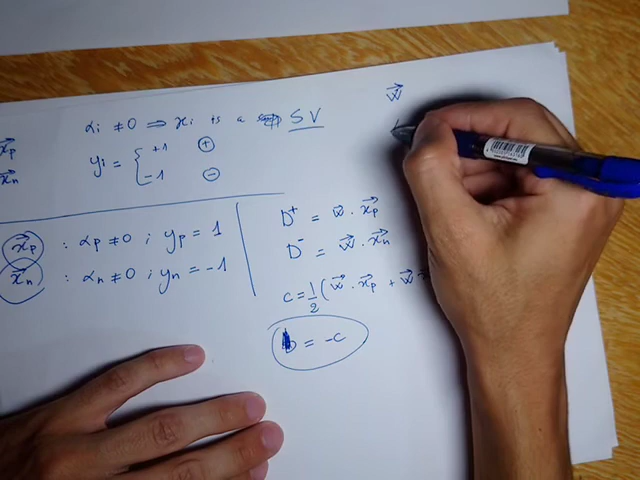 w⃗
αᵢ ≠ 0 ⇒ xᵢ is a SV
x⃗p
yᵢ = { +1 ⊕
x⃗n
−1 ⊖
x⃗p : αp ≠ 0 ; yp = 1
x⃗n : αn ≠ 0 ; yn = −1
D⁺ = w⃗ · x⃗p
D⁻ = w⃗ · x⃗n
c = 1/2 ( w⃗ · x⃗p + w⃗
b = −c